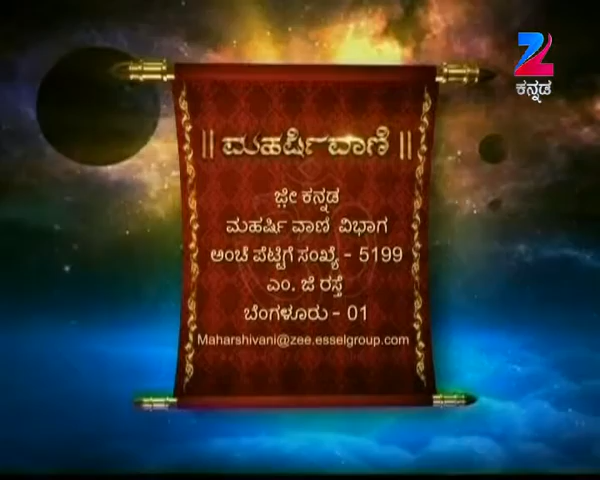 ಕನ್ನಡ
|| ಮಹರ್ಷಿವಾಣಿ ||
ಜ಼ೀ ಕನ್ನಡ
ಮಹರ್ಷಿ ವಾಣಿ ವಿಭಾಗ
ಅಂಚೆ ಪೆಟ್ಟಿಗೆ ಸಂಖ್ಯೆ - 5199
ಎಂ. ಜಿ ರಸ್ತೆ
ಬೆಂಗಳೂರು - 01
Maharshivani@zee.esselgroup.com